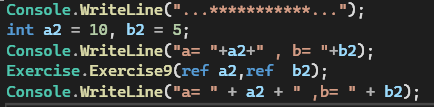 Console.WriteLine("...***********...");
int a2 = 10, b2 = 5;
Console.WriteLine("a= "+a2+" , b= "+b2);
Exercise.Exercise9(ref a2,ref  b2);
Console.WriteLine("a= " + a2 + " ,b= " + b2);